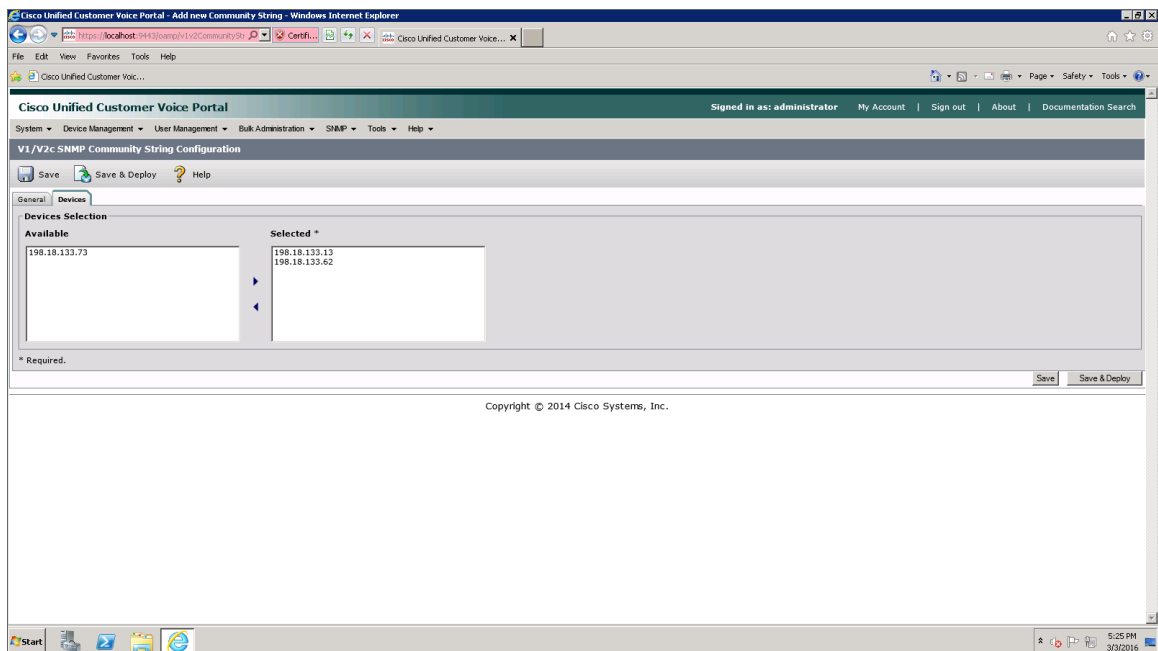 Cisco Unified Customer Voice Portal - Add new Community String - Windows Internet Explorer
https://localhost:9443/oamp/v1v2CommunityStr Certifi... Cisco Unified Customer Voice...
File Edit View Favorites Tools Help
Cisco Unified Customer Voic... Page Safety Tools
Cisco Unified Customer Voice Portal Signed in as: administrator My Account | Sign out | About | Documentation Search
System Device Management User Management Bulk Administration SNMP Tools Help
V1/V2c SNMP Community String Configuration
Save Save & Deploy Help
General Devices
Devices Selection
Available Selected *
198.18.133.73 198.18.133.13
198.18.133.62
* Required.
Save Save & Deploy
Copyright © 2014 Cisco Systems, Inc.
Start 5:25 PM
3/3/2016